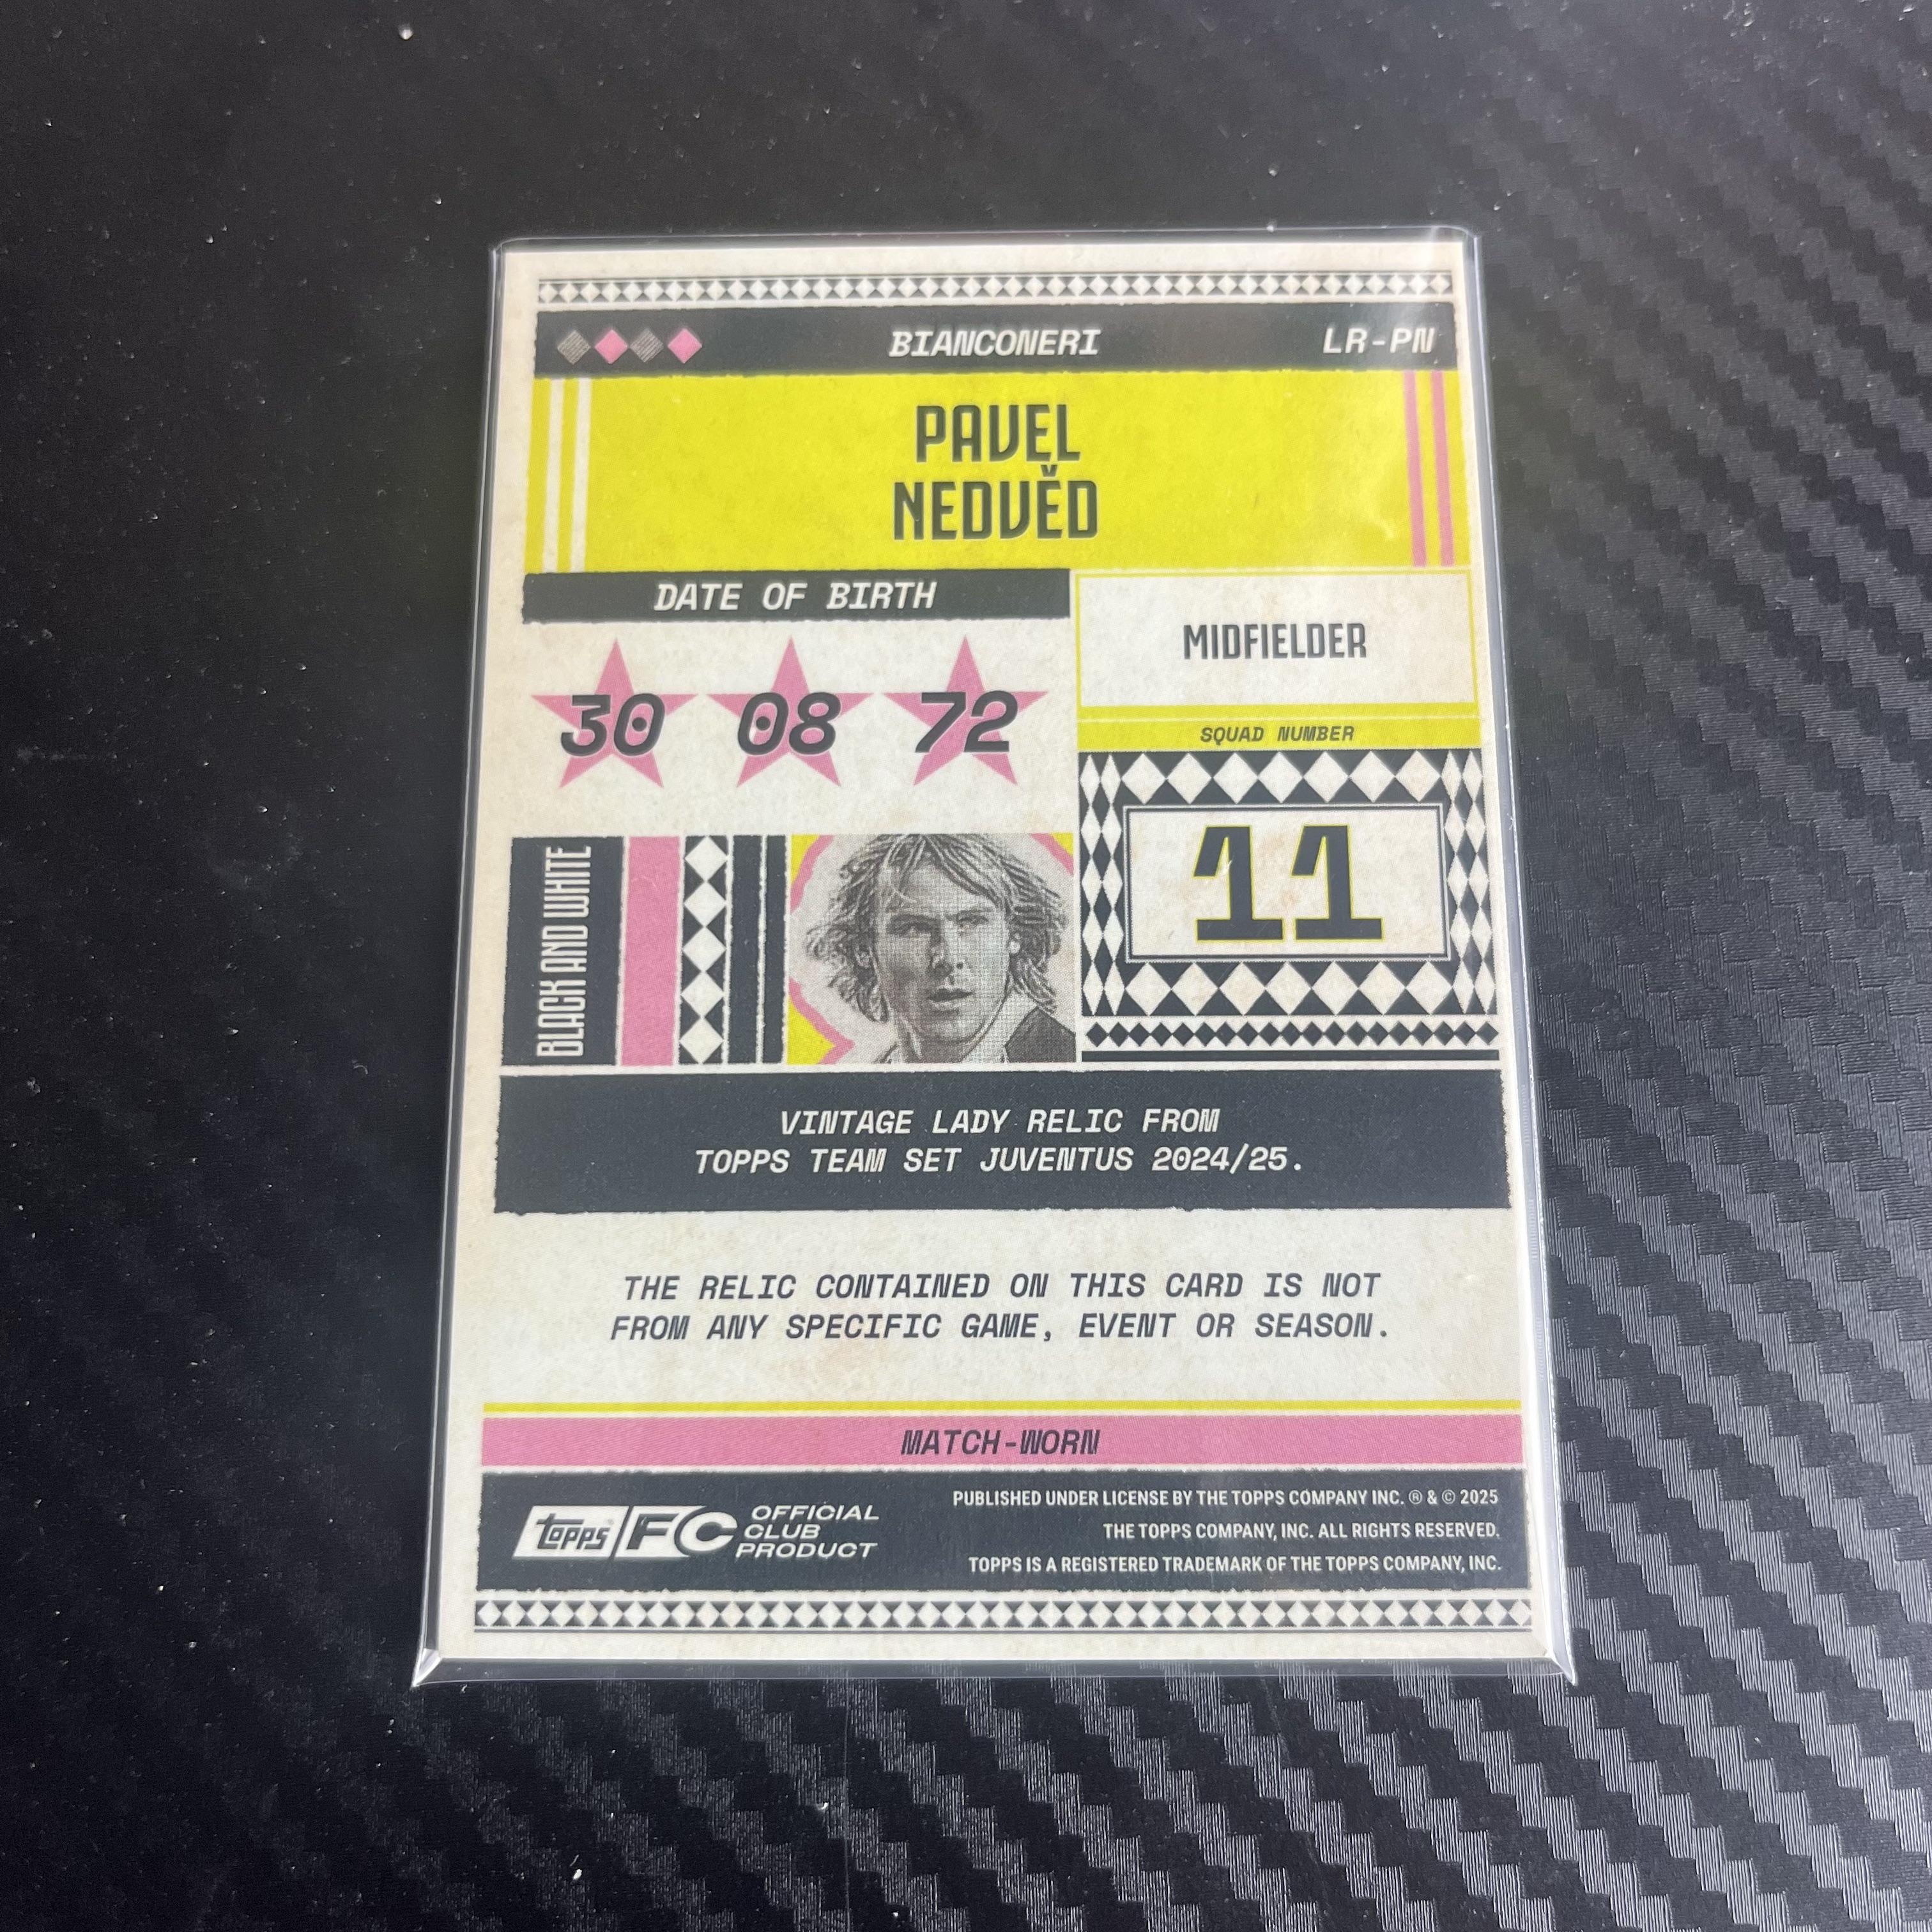 BIANCONERI
LR-PN
PAVEL
NEDVĚD
DATE OF BIRTH
30 08 72
MIDFIELDER
SQUAD NUMBER
11
BLACK AND WHITE
VINTAGE LADY RELIC FROM
TOPPS TEAM SET JUVENTUS 2024/25.
THE RELIC CONTAINED ON THIS CARD IS NOT
FROM ANY SPECIFIC GAME, EVENT OR SEASON.
MATCH-WORN
topps FC
OFFICIAL
CLUB
PRODUCT
PUBLISHED UNDER LICENSE BY THE TOPPS COMPANY INC. ® & © 2025
THE TOPPS COMPANY, INC. ALL RIGHTS RESERVED.
TOPPS IS A REGISTERED TRADEMARK OF THE TOPPS COMPANY, INC.